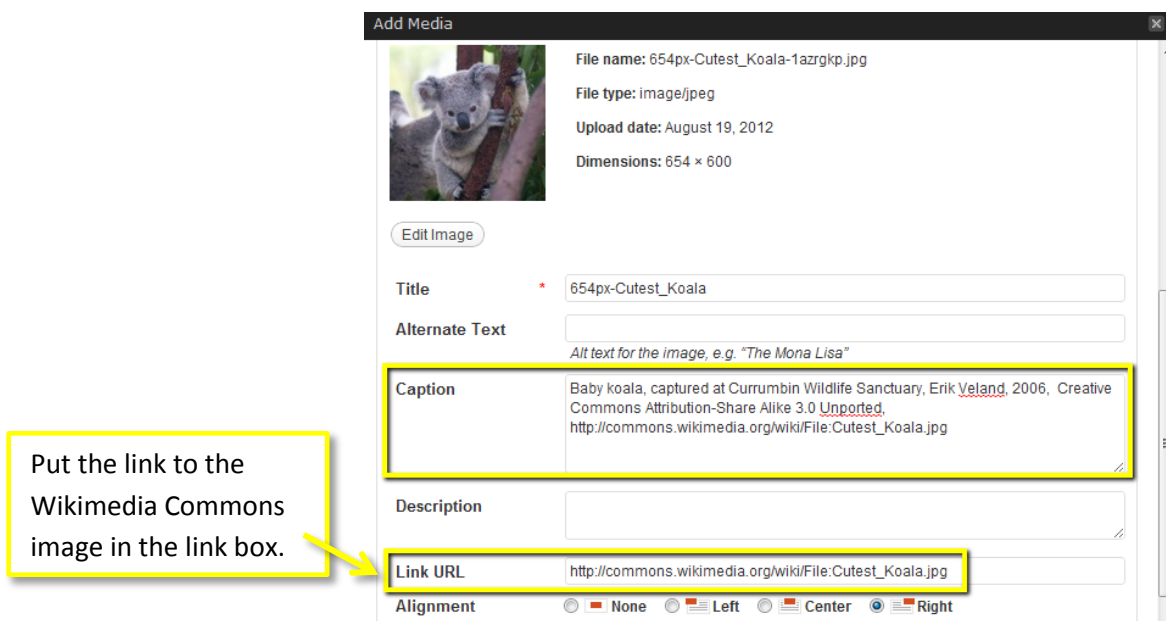 Add Media
File name: 654px-Cutest_Koala-1azrgkp.jpg
File type: image/jpeg
Upload date: August 19, 2012
Dimensions: 654 × 600
Edit Image
Title * 654px-Cutest_Koala
Alternate Text
Alt text for the image, e.g. “The Mona Lisa”
Caption Baby koala, captured at Currumbin Wildlife Sanctuary, Erik Veland, 2006, Creative
Commons Attribution-Share Alike 3.0 Unported,
http://commons.wikimedia.org/wiki/File:Cutest_Koala.jpg
Put the link to the
Wikimedia Commons
image in the link box.
Description
Link URL http://commons.wikimedia.org/wiki/File:Cutest_Koala.jpg
Alignment None Left Center Right